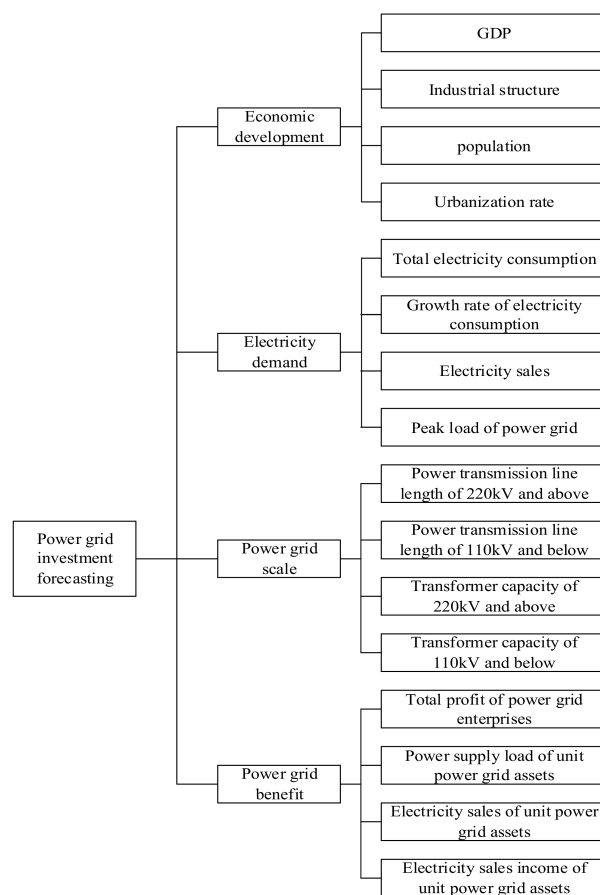 GDP
Industrial structure
Economic
development
population
Urbanization rate
Total electricity consumption
Growth rate of electricity
consumption
Electricity
demand
Electricity sales
Peak load of power grid
Power transmission line
length of 220kV and above
Power grid
investment
forecasting
Power grid
scale
Power transmission line
length of 110kV and below
Transformer capacity of
220kV and above
Transformer capacity of
110kV and below
Total profit of power grid
enterprises
Power grid
benefit
Power supply load of unit
power grid assets
Electricity sales of unit power
grid assets
Electricity sales income of
unit power grid assets